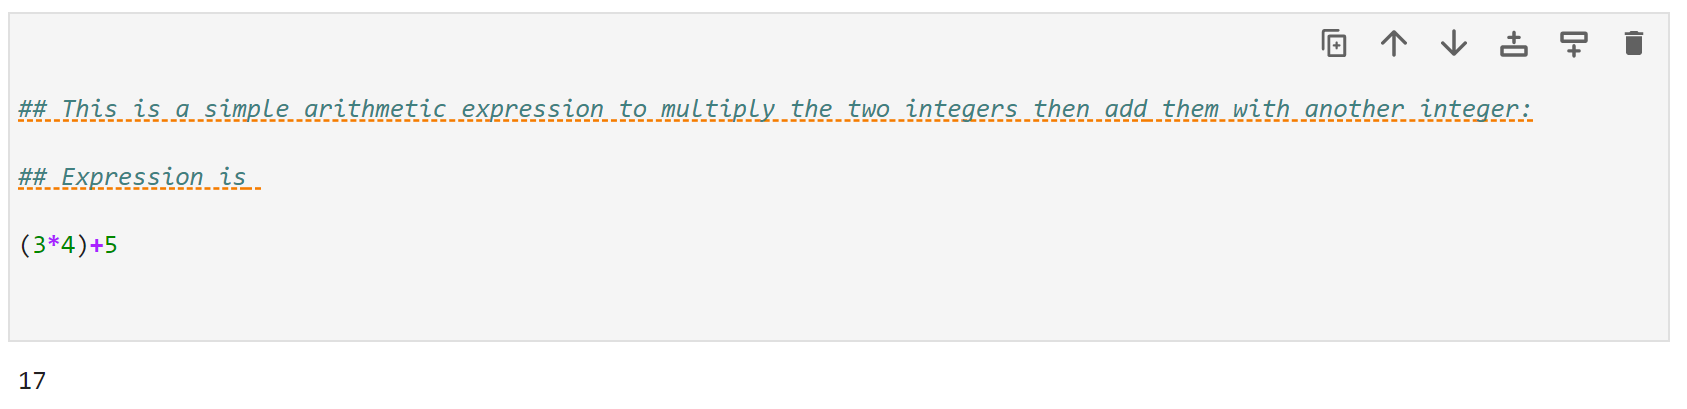 ## This is a simple arithmetic expression to multiply the two integers then add them with another integer:
## Expression is
(3*4)+5
17